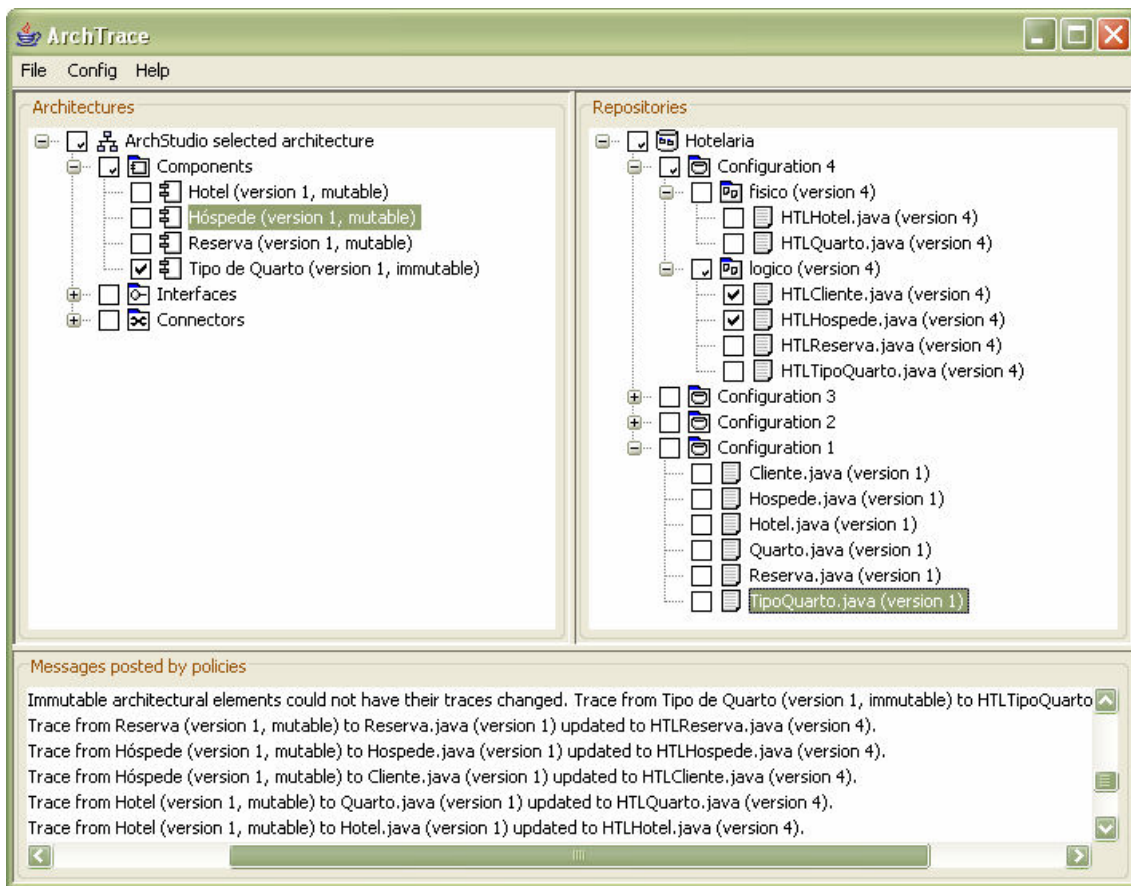 ArchTrace
File Config Help
Architectures
ArchStudio selected architecture
Components
Hotel (version 1, mutable)
Hóspede (version 1, mutable)
Reserva (version 1, mutable)
Tipo de Quarto (version 1, immutable)
Interfaces
Connectors
Repositories
Hotelaria
Configuration 4
fisico (version 4)
HTLHotel.java (version 4)
HTLQuarto.java (version 4)
logico (version 4)
HTLCliente.java (version 4)
HTLHospede.java (version 4)
HTLReserva.java (version 4)
HTLTipoQuarto.java (version 4)
Configuration 3
Configuration 2
Configuration 1
Cliente.java (version 1)
Hospede.java (version 1)
Hotel.java (version 1)
Quarto.java (version 1)
Reserva.java (version 1)
TipoQuarto.java (version 1)
Messages posted by policies
Immutable architectural elements could not have their traces changed. Trace from Tipo de Quarto (version 1, immutable) to HTLTipoQuarto
Trace from Reserva (version 1, mutable) to Reserva.java (version 1) updated to HTLReserva.java (version 4).
Trace from Hóspede (version 1, mutable) to Hospede.java (version 1) updated to HTLHospede.java (version 4).
Trace from Hóspede (version 1, mutable) to Cliente.java (version 1) updated to HTLCliente.java (version 4).
Trace from Hotel (version 1, mutable) to Quarto.java (version 1) updated to HTLQuarto.java (version 4).
Trace from Hotel (version 1, mutable) to Hotel.java (version 1) updated to HTLHotel.java (version 4).